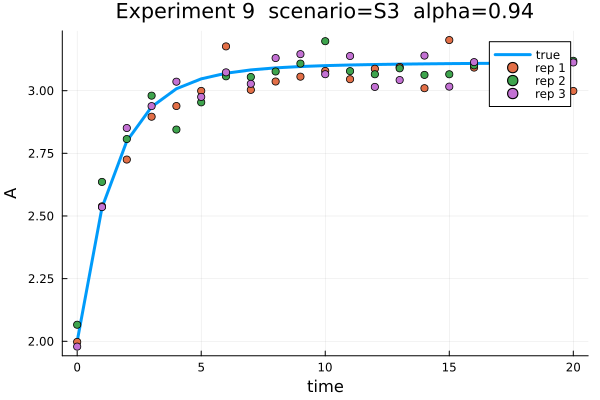 Experiment 9 scenario=S3 alpha=0.94
true
rep 1
rep 2
rep 3
A
3.00
2.75
2.50
2.25
2.00
0
5
10
15
20
time